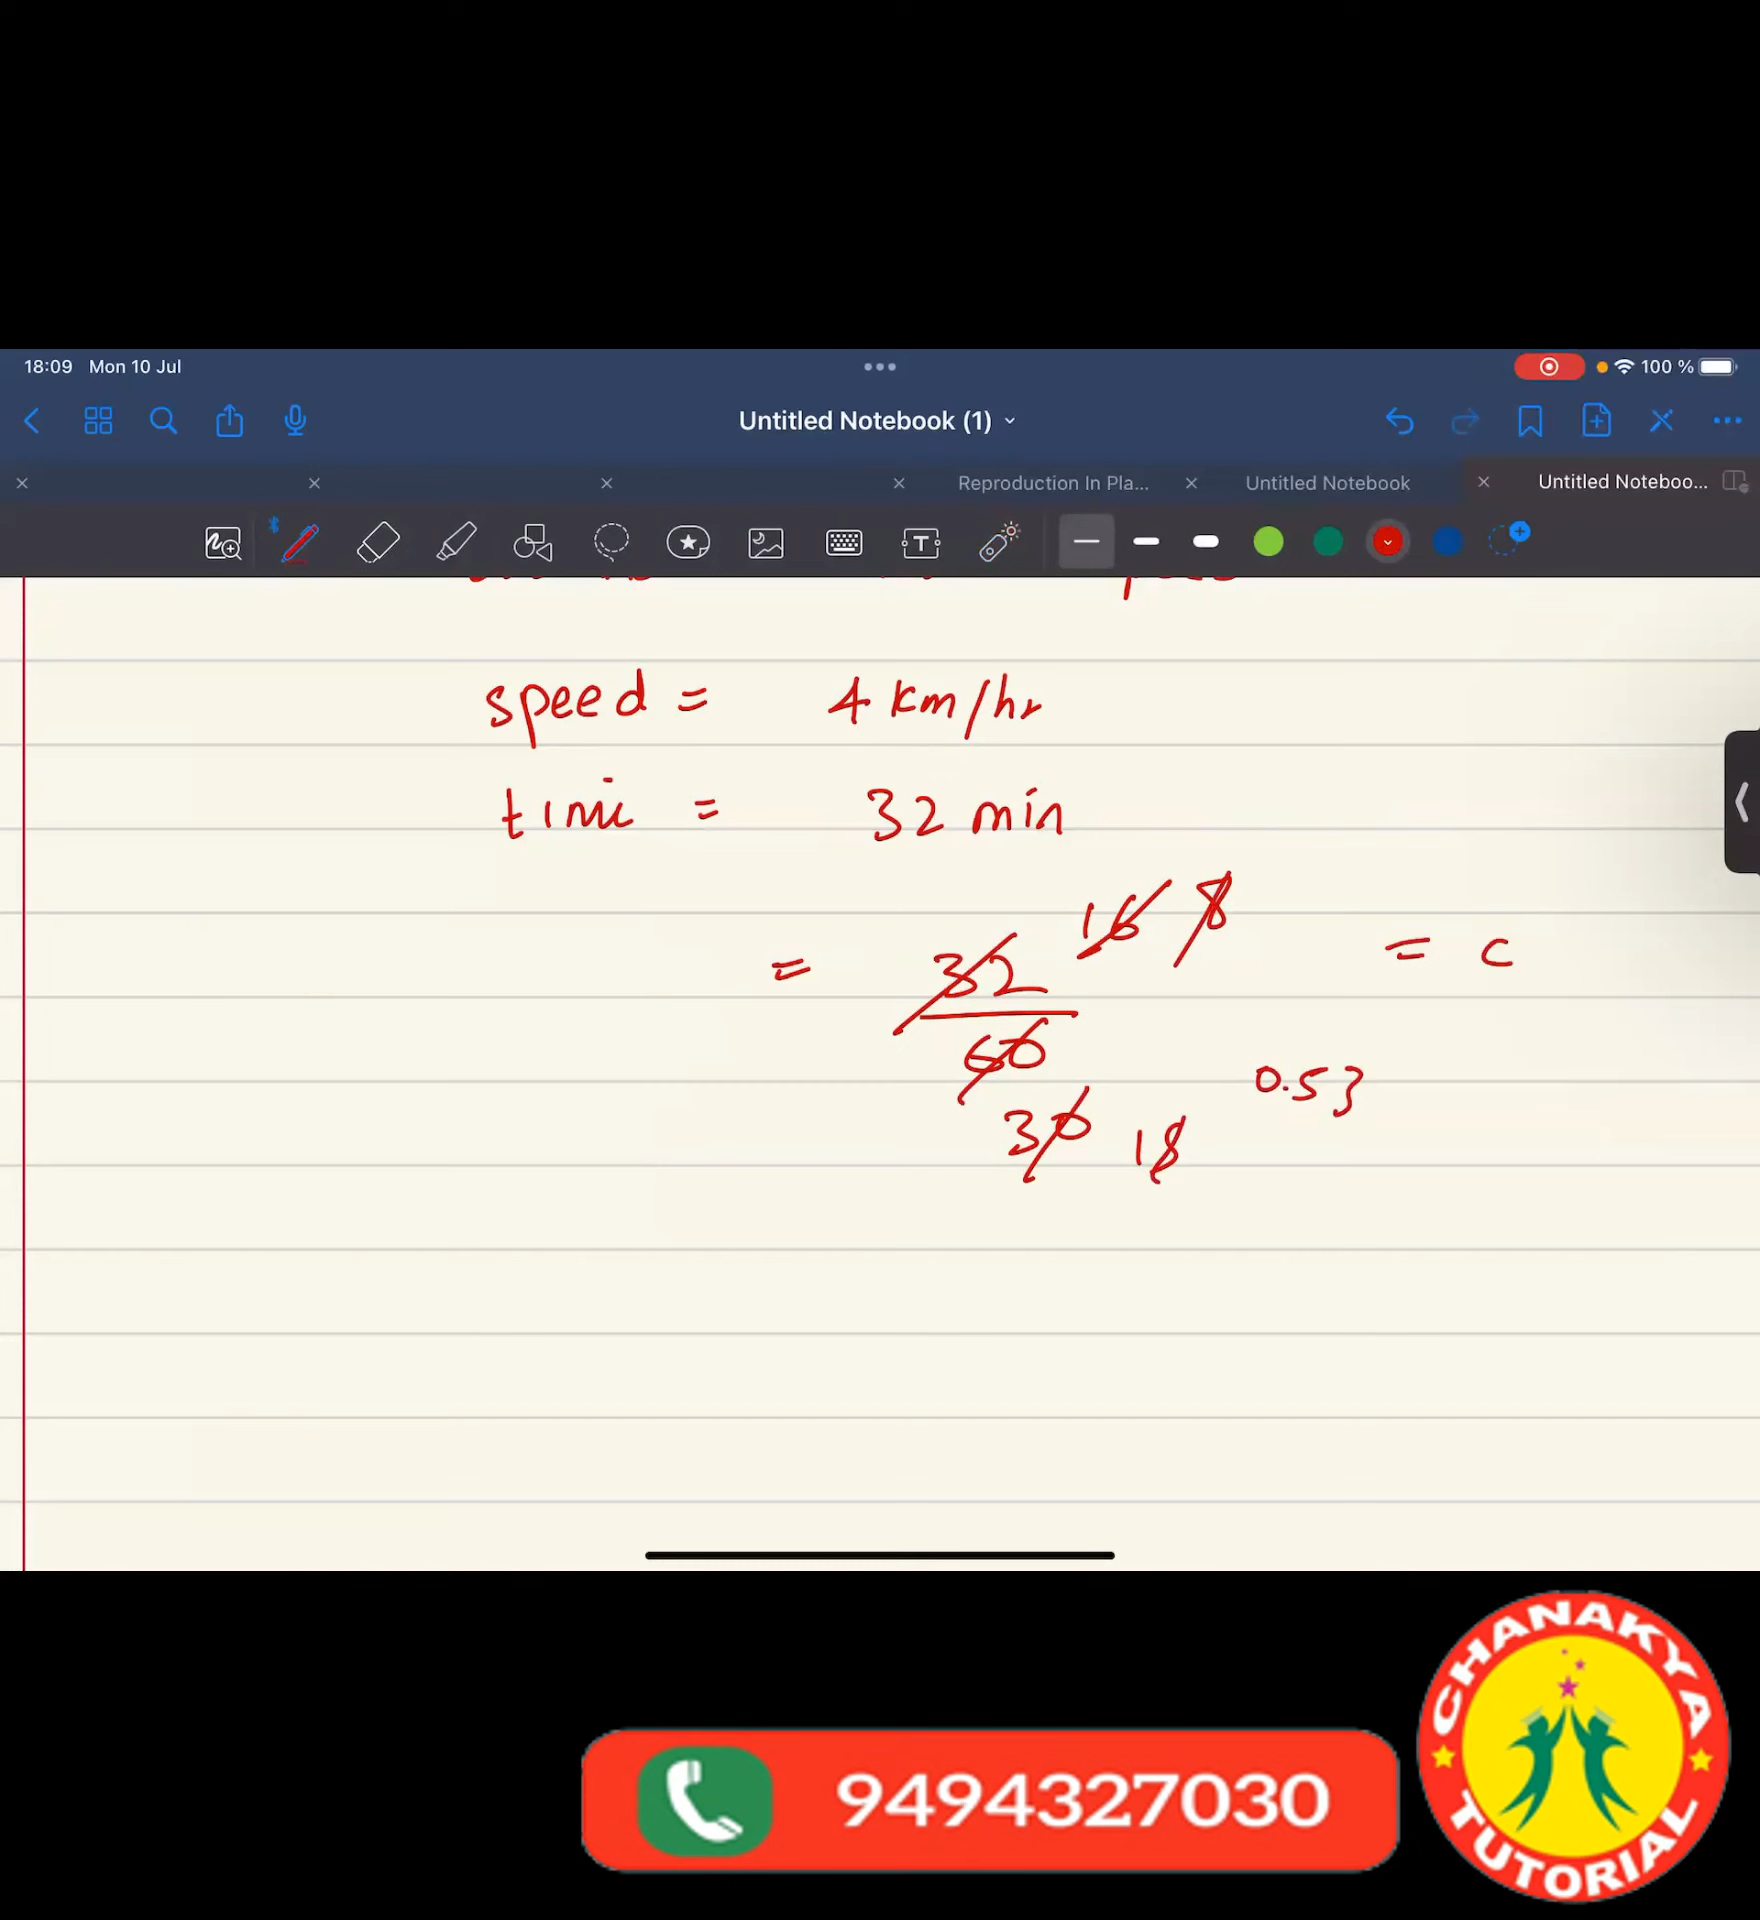 18:09 Mon 10 Jul
100 %
Untitled Notebook (1)
Reproduction In Pla... Untitled Notebook Untitled Noteboo...
speed = 4 km/hr
time = 32 min
16 8
= 32 = c
60
0.53
30 18
9494327030
CHANAKYA TUTORIAL